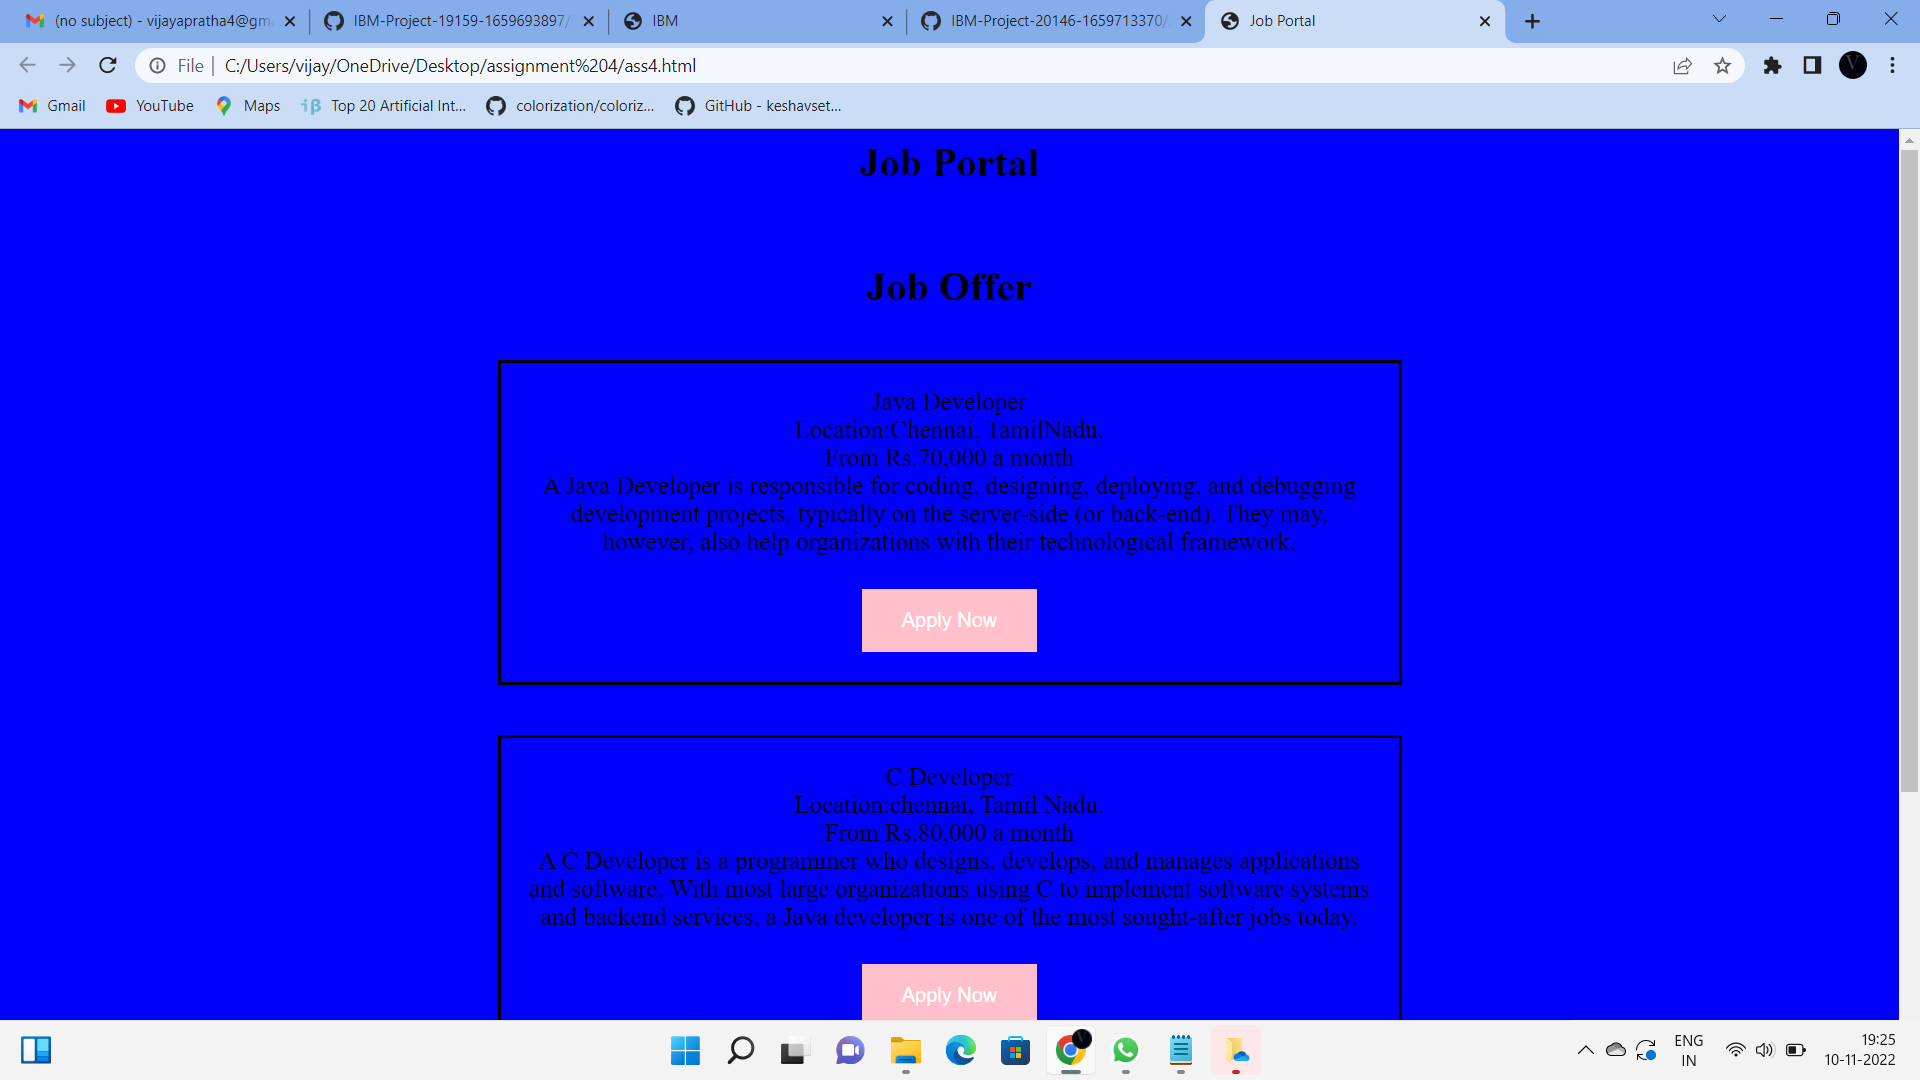 (no subject) - vijayapratha4@gm
IBM-Project-19159-1659693897/
IBM
IBM-Project-20146-1659713370/
Job Portal
File
C:/Users/vijay/OneDrive/Desktop/assignment%204/ass4.html
V
Gmail
YouTube
Maps
Top 20 Artificial Int...
colorization/coloriz...
GitHub - keshavset...
Job Portal
Job Offer
Java Developer
Location:Chennai, TamilNadu.
From Rs.70,000 a month
A Java Developer is responsible for coding, designing, deploying, and debugging
development projects, typically on the server-side (or back-end). They may,
however, also help organizations with their technological framework.
Apply Now
C Developer
Location:chennai, Tamil Nadu.
From Rs.80,000 a month
A C Developer is a programmer who designs, develops, and manages applications
and software. With most large organizations using C to implement software systems
and backend services, a Java developer is one of the most sought-after jobs today.
Apply Now
ENG
IN
19:25
10-11-2022